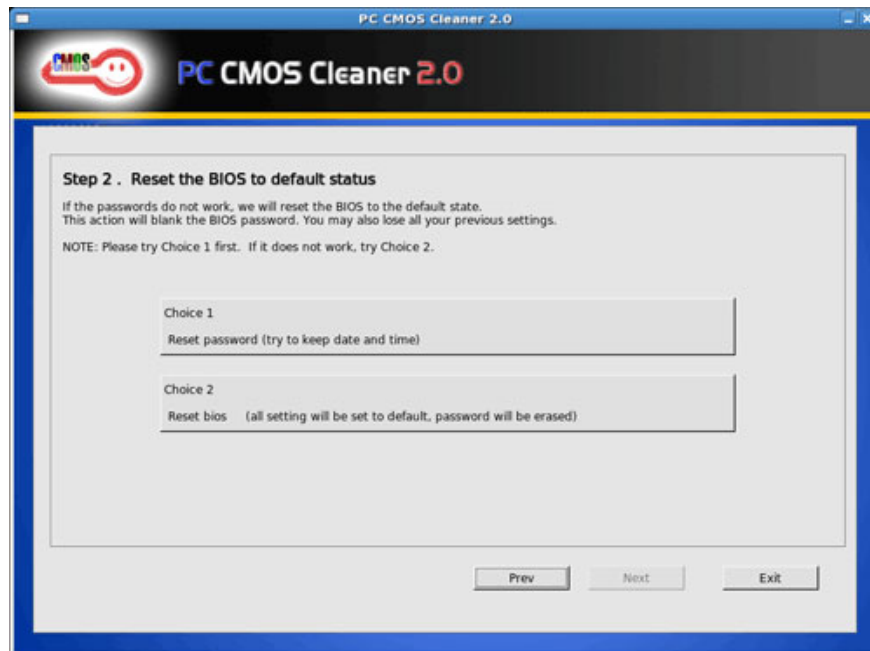 PC CMOS Cleaner 2.0
CMOS
PC CMOS Cleaner 2.0
Step 2 . Reset the BIOS to default status
If the passwords do not work, we will reset the BIOS to the default state.
This action will blank the BIOS password. You may also lose all your previous settings.
NOTE: Please try Choice 1 first. If it does not work, try Choice 2.
Choice 1
Reset password (try to keep date and time)
Choice 2
Reset bios (all setting will be set to default, password will be erased)
Prev Next Exit